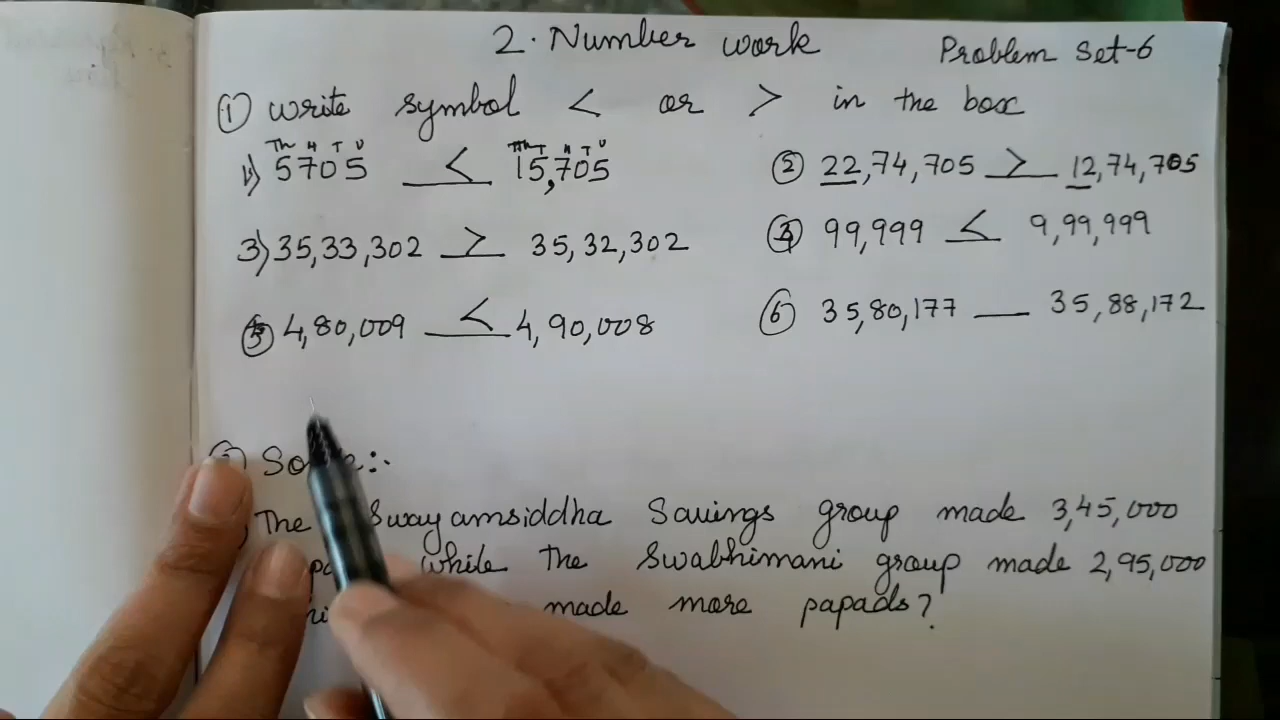 2. Number work Problem Set-6
① Write symbol < or > in the box
Th H T U TTh T H T U
1) 5705 < 15,705 ② 22,74,705 > 12,74,705
3) 35,33,302 > 35,32,302 ④ 99,999 < 9,99,999
⑤ 4,80,009 < 4,90,008 ⑥ 35,80,177 __ 35,88,172
The Swayamsiddha Savings group made 3,45,000
while the Swabhimani group made 2,95,000
made more papads?